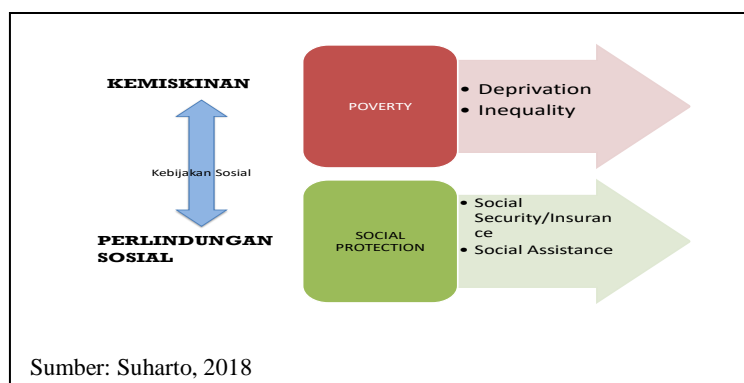 KEMISKINAN
Kebijakan Sosial
PERLINDUNGAN
SOSIAL
POVERTY
• Deprivation
• Inequality
SOCIAL
PROTECTION
• Social
Security/Insuran
ce
• Social Assistance
Sumber: Suharto, 2018